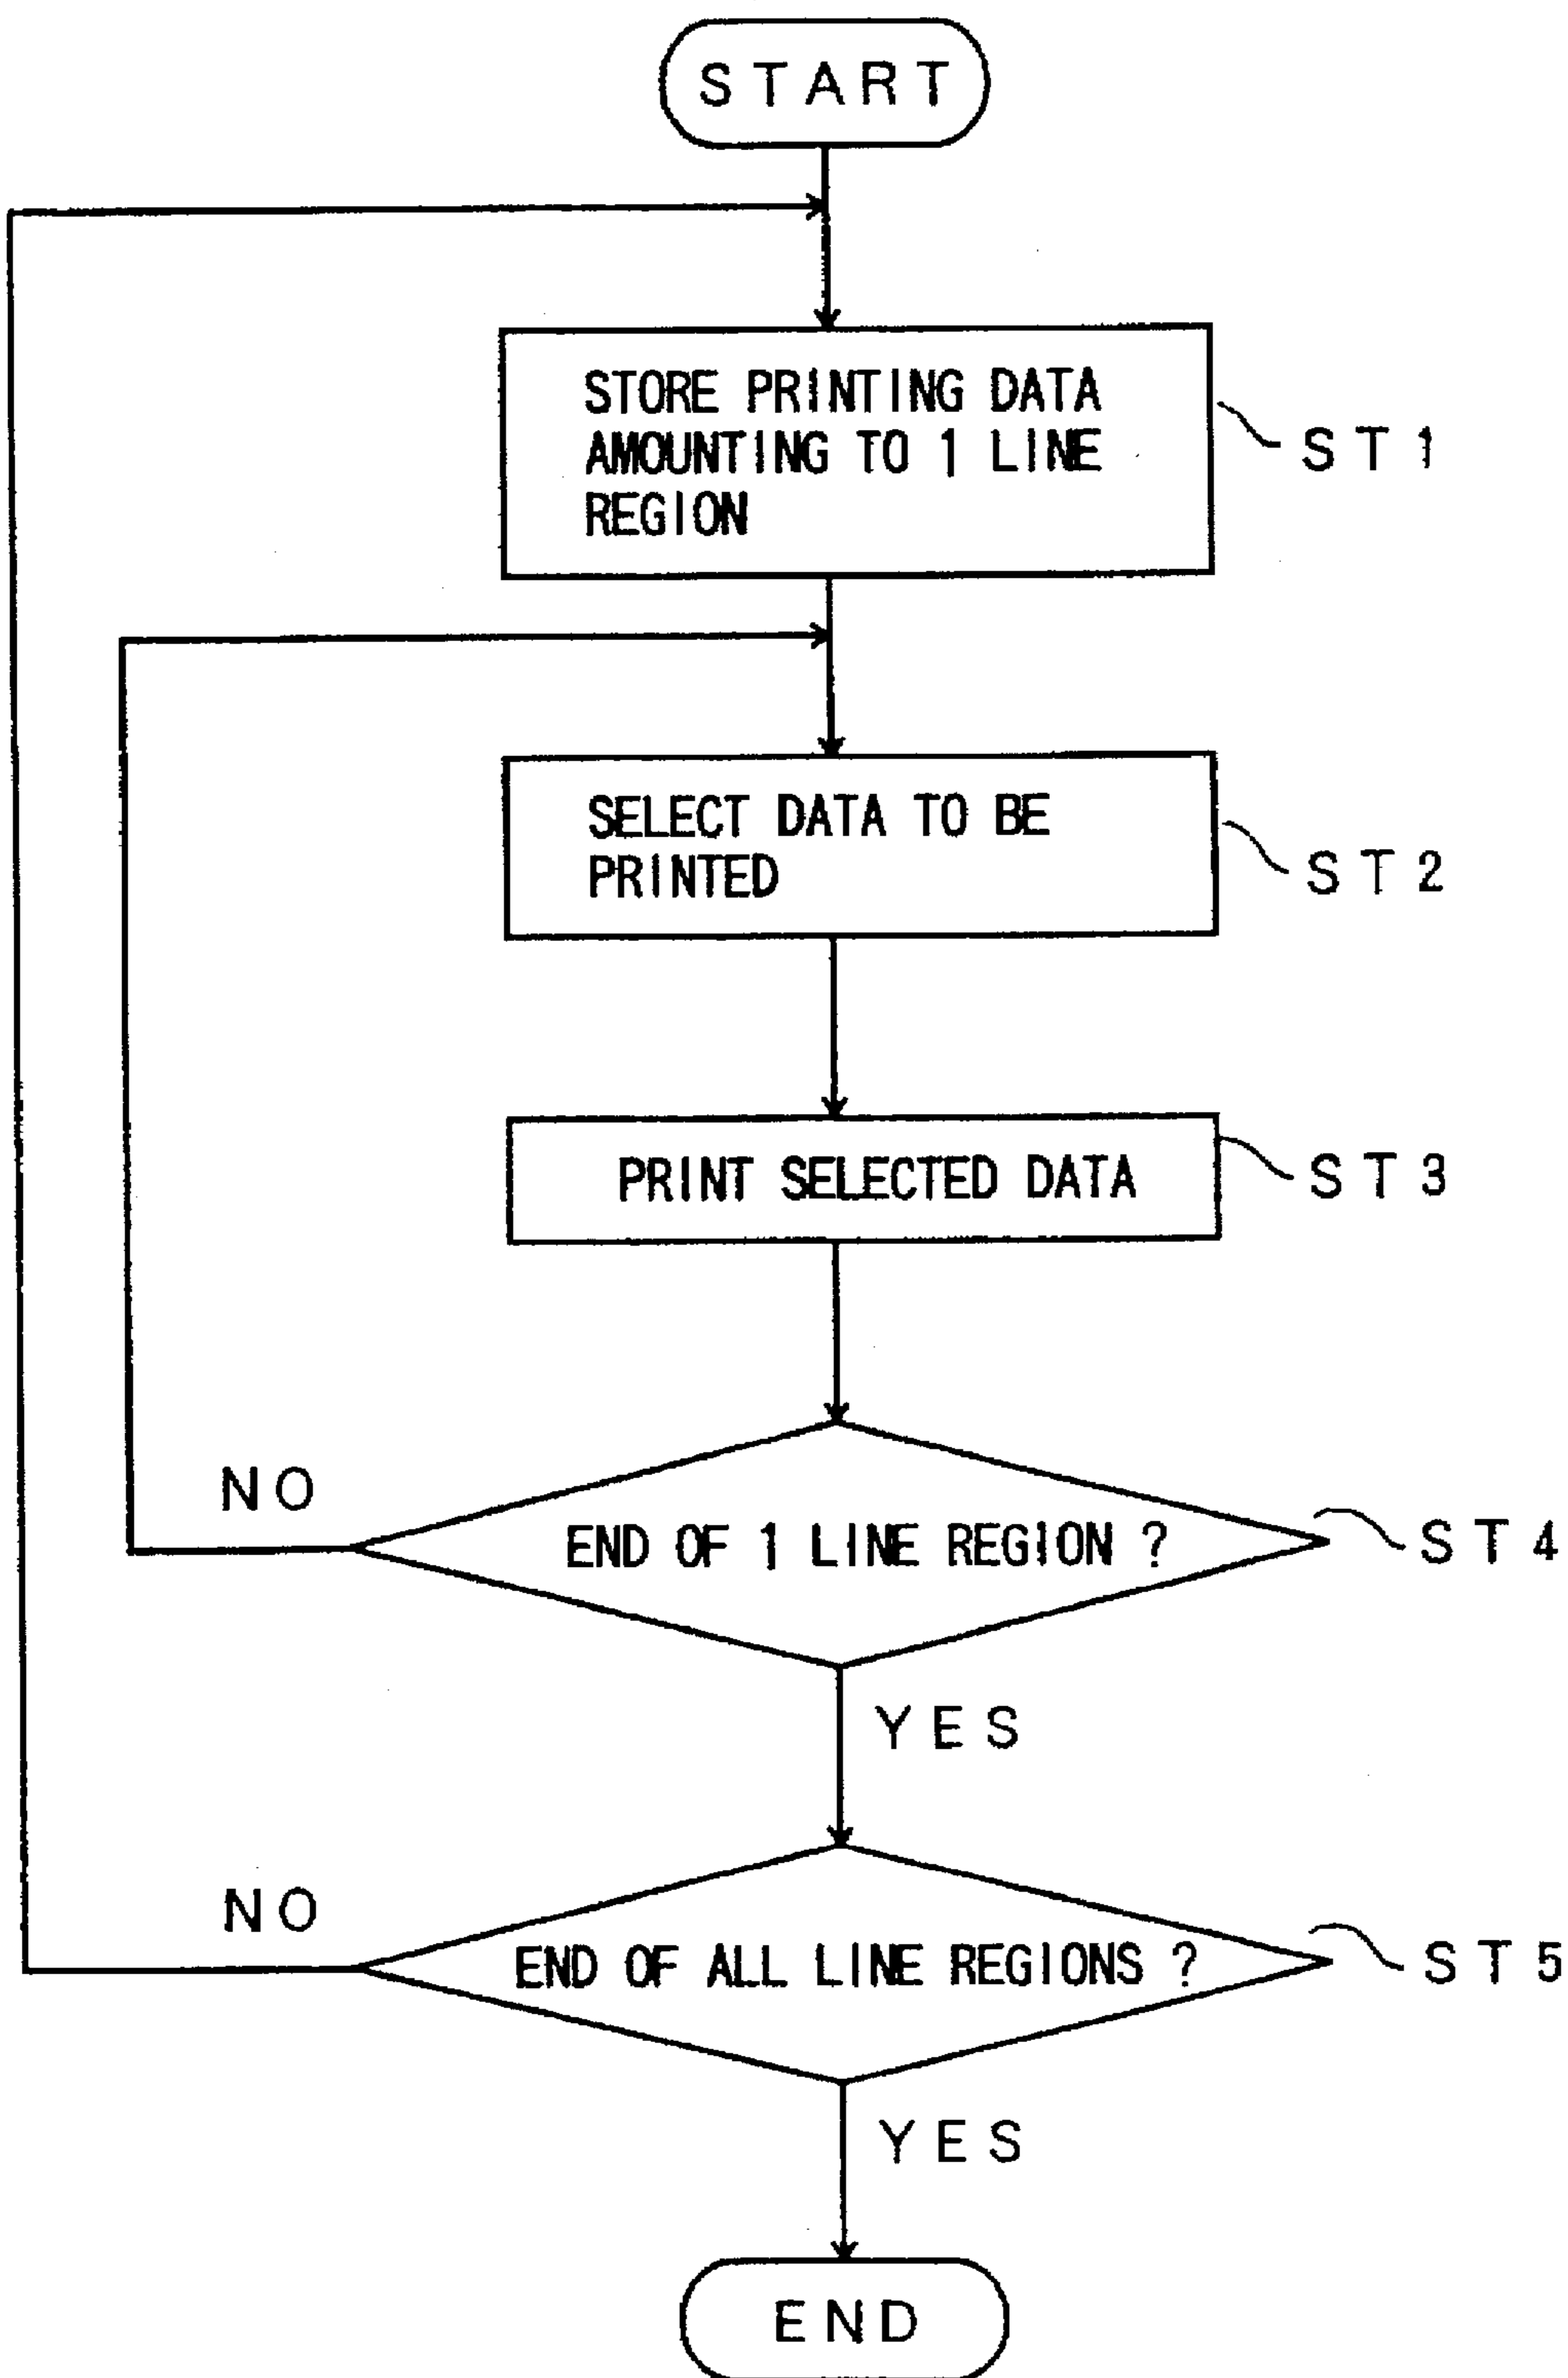 START
STORE PRINTING DATA
AMOUNTING TO 1 LINE
REGION
ST1
SELECT DATA TO BE
PRINTED
ST2
PRINT SELECTED DATA
ST3
NO
END OF 1 LINE REGION ?
ST4
YES
NO
END OF ALL LINE REGIONS ?
ST5
YES
END